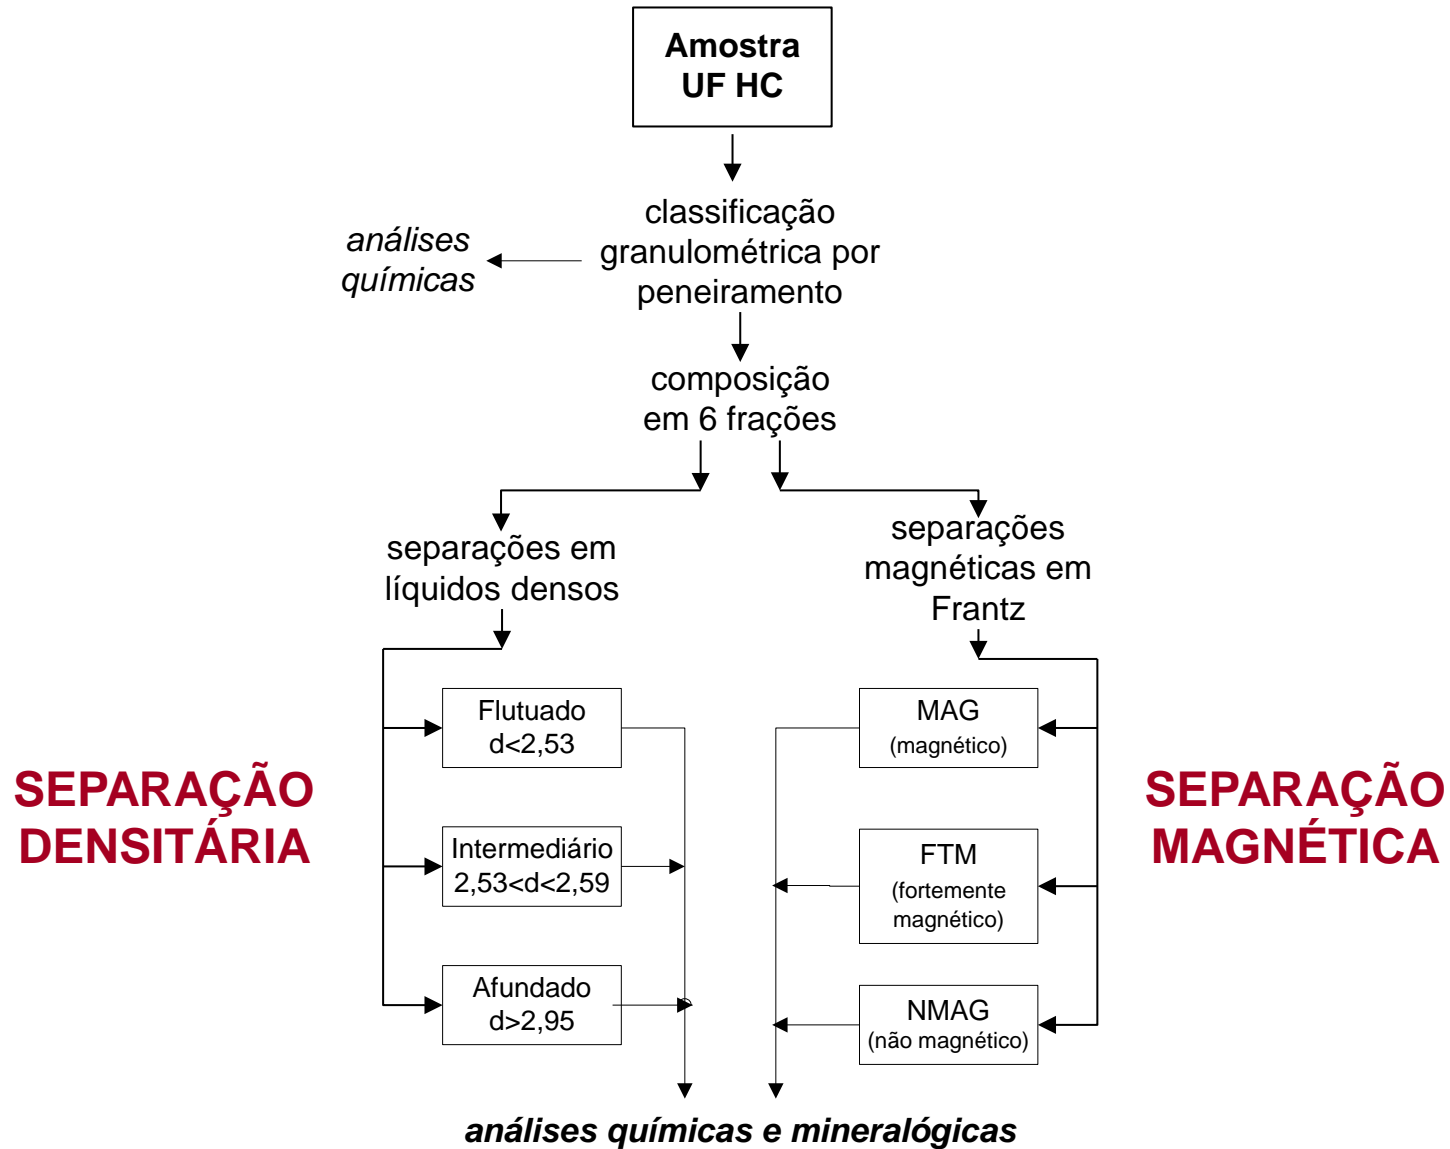 Amostra
UF HC
classificação
granulométrica por
peneiramento
análises
químicas
composição
em 6 frações
separações em
líquidos densos
separações
magnéticas em
Frantz
SEPARAÇÃO
DENSITÁRIA
Flutuado
d<2,53
Intermediário
2,53<d<2,59
Afundado
d>2,95
MAG
(magnético)
FTM
(fortemente
magnético)
NMAG
(não magnético)
SEPARAÇÃO
MAGNÉTICA
análises químicas e mineralógicas